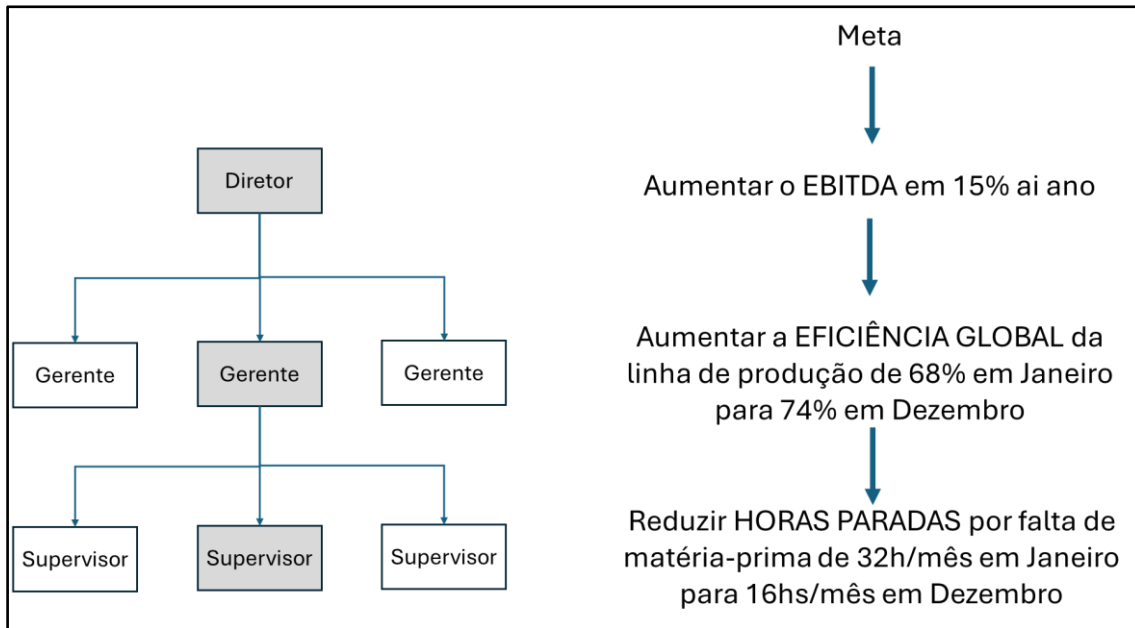 Diretor
Gerente
Gerente
Gerente
Supervisor
Supervisor
Supervisor
Meta
Aumentar o EBITDA em 15% ai ano
Aumentar a EFICIÊNCIA GLOBAL da
linha de produção de 68% em Janeiro
para 74% em Dezembro
Reduzir HORAS PARADAS por falta de
matéria-prima de 32h/mês em Janeiro
para 16hs/mês em Dezembro